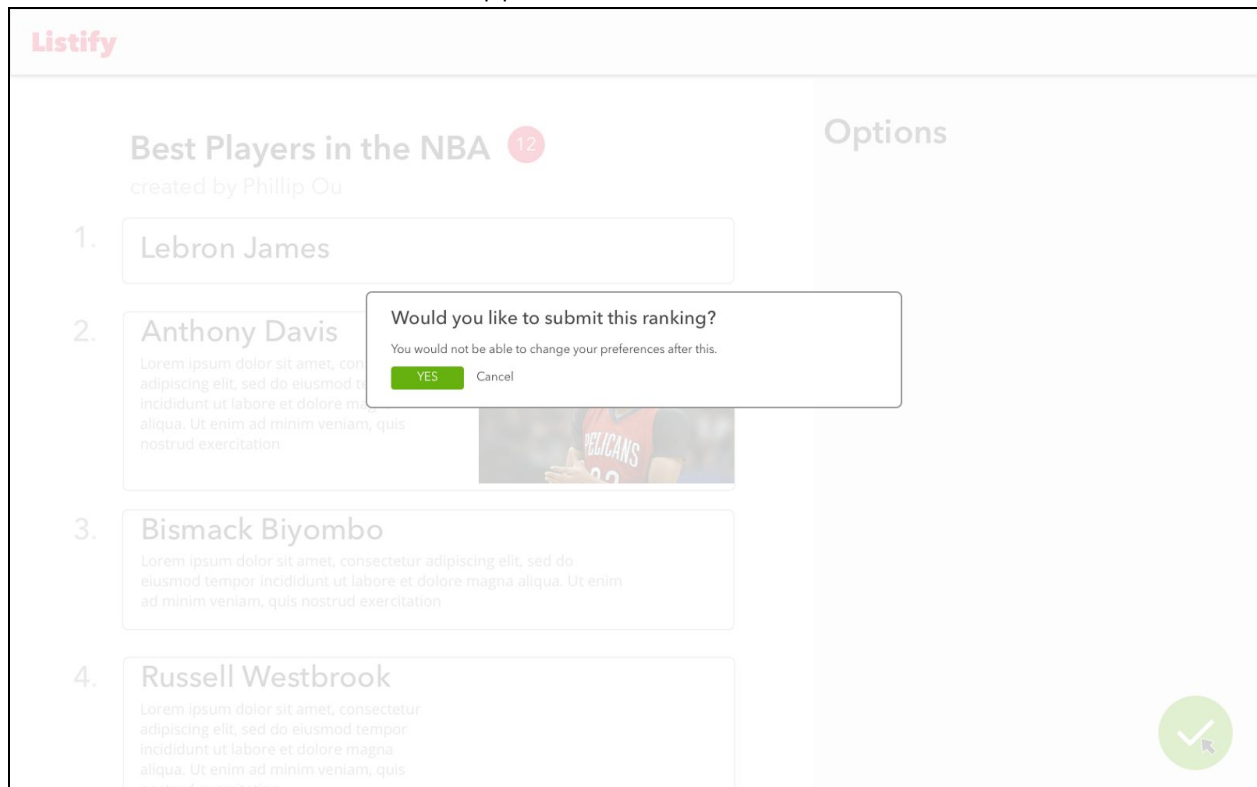 Listify
Best Players in the NBA 12
created by Phillip Ou
Options
1. Lebron James
2. Anthony Davis
Lorem ipsum dolor sit amet, con
adipiscing elit, sed do eiusmod te
incididunt ut labore et dolore mag
aliqua. Ut enim ad minim veniam, quis
nostrud exercitation
Would you like to submit this ranking?
You would not be able to change your preferences after this.
YES Cancel
PELICANS
3. Bismack Biyombo
Lorem ipsum dolor sit amet, consectetur adipiscing elit, sed do
eiusmod tempor incididunt ut labore et dolore magna aliqua. Ut enim
ad minim veniam, quis nostrud exercitation
4. Russell Westbrook
Lorem ipsum dolor sit amet, consectetur
adipiscing elit, sed do eiusmod tempor
incididunt ut labore et dolore magna
aliqua. Ut enim ad minim veniam, quis